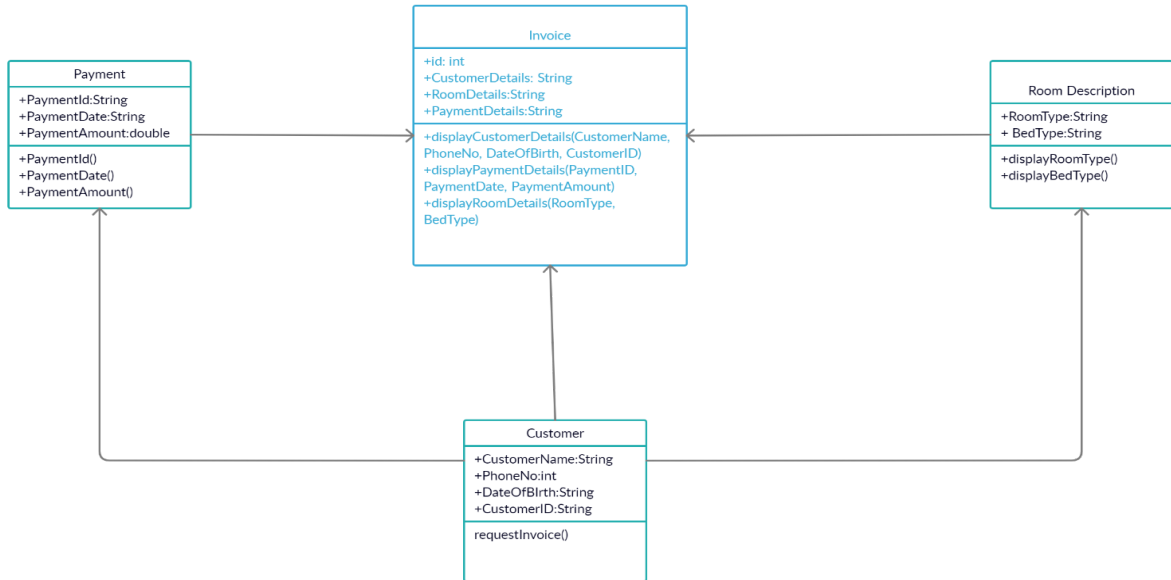 Invoice
+id: int
+CustomerDetails: String
+RoomDetails:String
+PaymentDetails:String
+displayCustomerDetails(CustomerName,
PhoneNo, DateOfBirth, CustomerID)
+displayPaymentDetails(PaymentID,
PaymentDate, PaymentAmount)
+displayRoomDetails(RoomType,
BedType)
Payment
+PaymentId:String
+PaymentDate:String
+PaymentAmount:double
+PaymentId()
+PaymentDate()
+PaymentAmount()
Room Description
+RoomType:String
+ BedType:String
+displayRoomType()
+displayBedType()
Customer
+CustomerName:String
+PhoneNo:int
+DateOfBIrth:String
+CustomerID:String
requestInvoice()